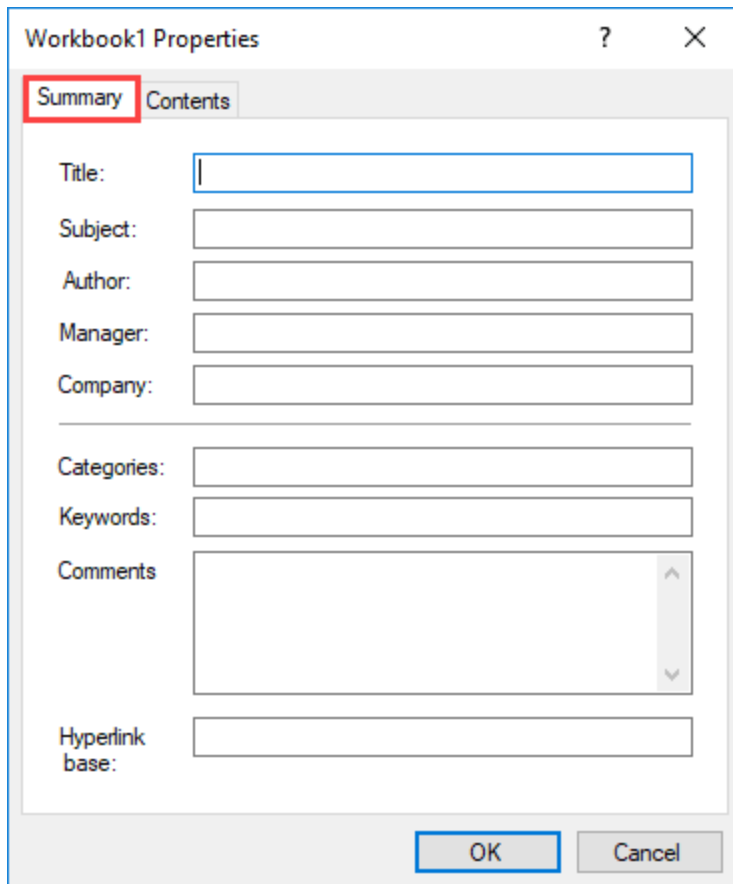 Workbook1 Properties ?
Summary Contents
Title:
Subject:
Author:
Manager:
Company:
Categories:
Keywords:
Comments
Hyperlink
base:
OK Cancel